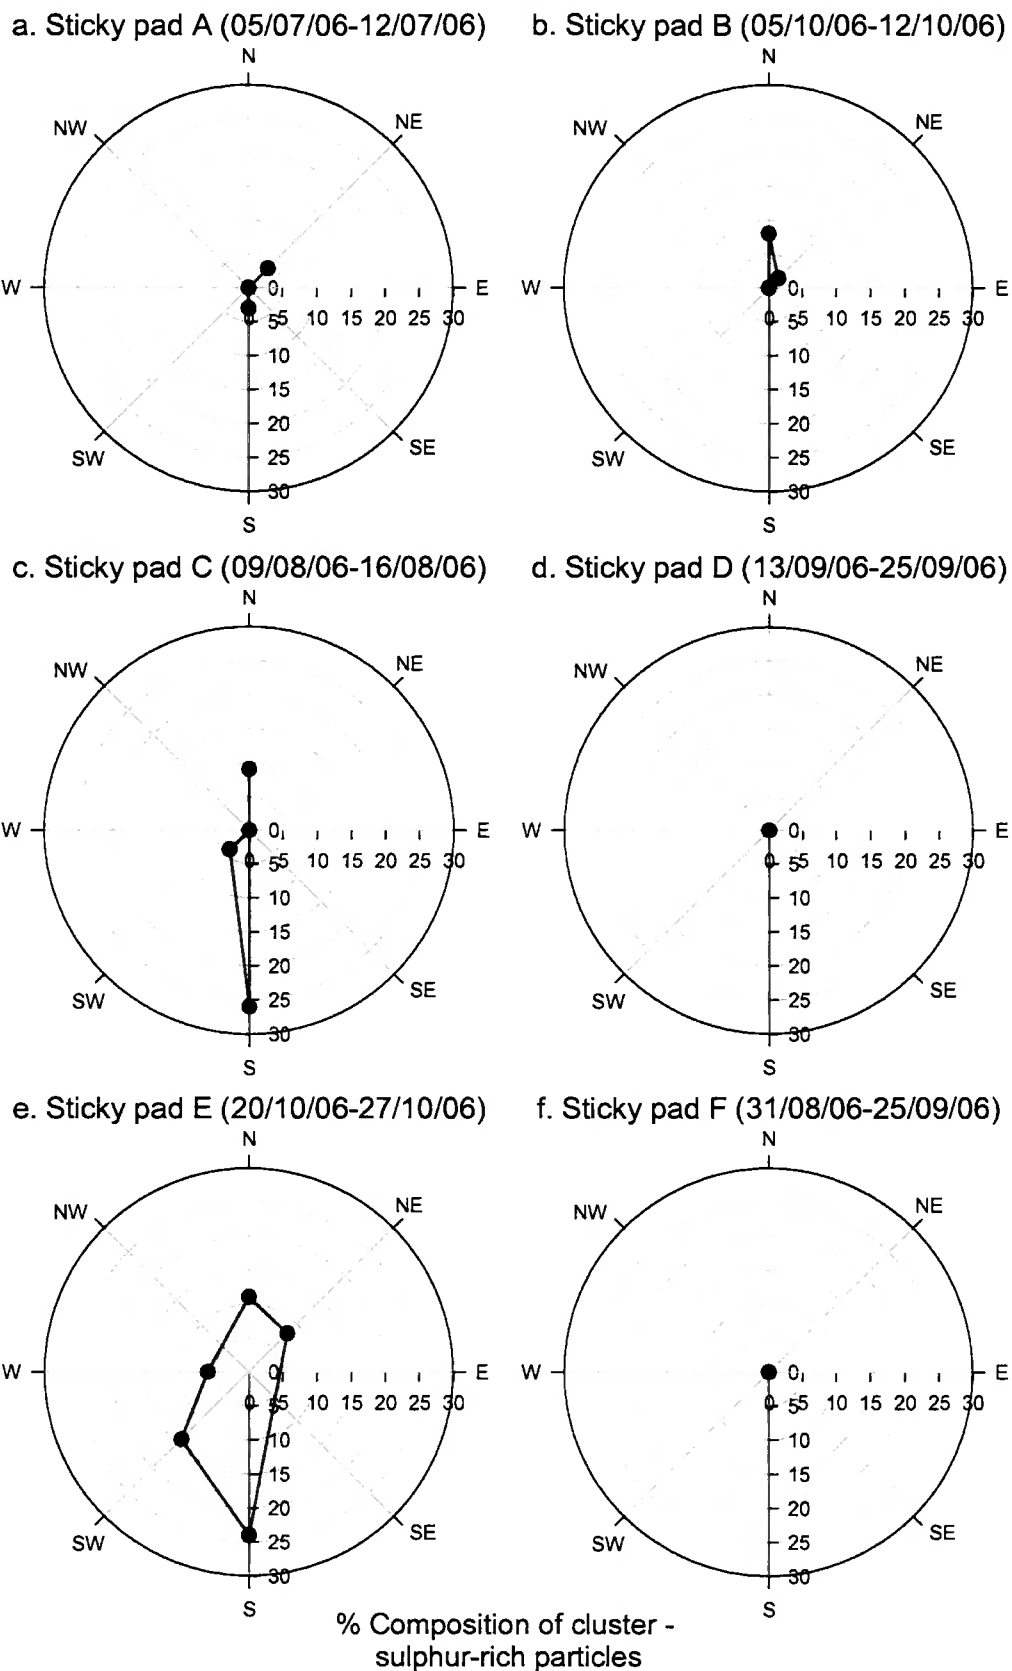 a. Sticky pad A (05/07/06-12/07/06)
N
NW
NE
W
0
E
0 5 10 15 20 25 30
5
10
15
20
25
30
SW
SE
S
b. Sticky pad B (05/10/06-12/10/06)
N
NW
NE
W
0
E
0 5 10 15 20 25 30
5
10
15
20
25
30
SW
SE
S
c. Sticky pad C (09/08/06-16/08/06)
N
NW
NE
W
0
E
0 5 10 15 20 25 30
5
10
15
20
25
30
SW
SE
S
d. Sticky pad D (13/09/06-25/09/06)
N
NW
NE
W
0
E
0 5 10 15 20 25 30
5
10
15
20
25
30
SW
SE
S
e. Sticky pad E (20/10/06-27/10/06)
N
NW
NE
W
0
E
0 5 10 15 20 25 30
5
10
15
20
25
30
SW
SE
S
f. Sticky pad F (31/08/06-25/09/06)
N
NW
NE
W
0
E
0 5 10 15 20 25 30
5
10
15
20
25
30
SW
SE
S
% Composition of cluster -
sulphur-rich particles